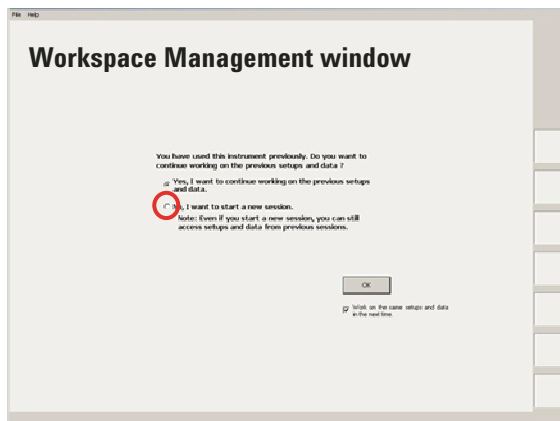 File Help
Workspace Management window
You have used this instrument previously. Do you want to
continue working on the previous setups and data ?
Yes, I want to continue working on the previous setups
and data.
No, I want to start a new session.
Note: Even if you start a new session, you can still
access setups and data from previous sessions.
OK
Work on the same setups and data
in the next time.